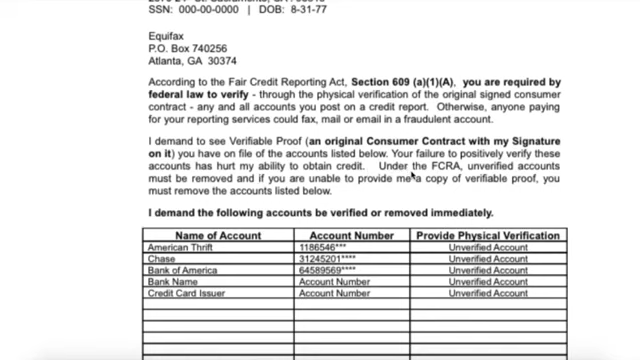 SSN: 000-00-0000 | DOB: 8-31-77
Equifax
P.O. Box 740256
Atlanta, GA 30374
According to the Fair Credit Reporting Act, Section 609 (a)(1)(A), you are required by
federal law to verify - through the physical verification of the original signed consumer
contract - any and all accounts you post on a credit report. Otherwise, anyone paying
for your reporting services could fax, mail or email in a fraudulent account.
I demand to see Verifiable Proof (an original Consumer Contract with my Signature
on it) you have on file of the accounts listed below. Your failure to positively verify these
accounts has hurt my ability to obtain credit. Under the FCRA, unverified accounts
must be removed and if you are unable to provide me a copy of verifiable proof, you
must remove the accounts listed below.
I demand the following accounts be verified or removed immediately.
Name of Account Account Number Provide Physical Verification
American Thrift 1186546*** Unverified Account
Chase 31245201**** Unverified Account
Bank of America 64589569**** Unverified Account
Bank Name Account Number Unverified Account
Credit Card Issuer Account Number Unverified Account